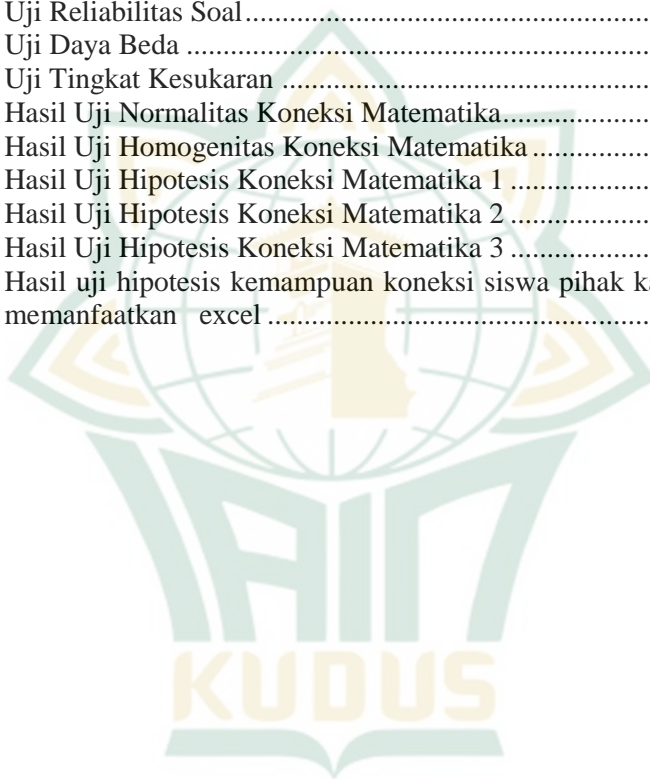 Uji Reliabilitas Soal..................................................
Uji Daya Beda ..........................................................
Uji Tingkat Kesukaran ..............................................
Hasil Uji Normalitas Koneksi Matematika....................
Hasil Uji Homogenitas Koneksi Matematika ................
Hasil Uji Hipotesis Koneksi Matematika 1 ...................
Hasil Uji Hipotesis Koneksi Matematika 2 ...................
Hasil Uji Hipotesis Koneksi Matematika 3 ...................
Hasil uji hipotesis kemampuan koneksi siswa pihak
memanfaatkan excel ..................................................
IAIN
KUDUS